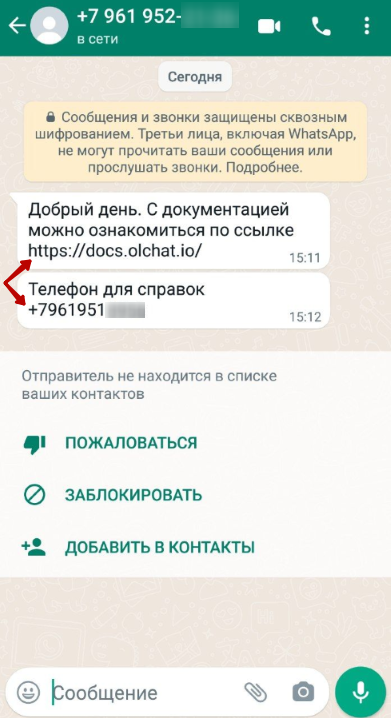 +7 961 952-
в сети
Сегодня
Сообщения и звонки защищены сквозным
шифрованием. Третьи лица, включая WhatsApp,
не могут прочитать ваши сообщения или
прослушать звонки. Подробнее.
Добрый день. С документацией
можно ознакомиться по ссылке
https://docs.olchat.io/
15:11
Телефон для справок
+7961951
15:12
Отправитель не находится в списке
ваших контактов
ПОЖАЛОВАТЬСЯ
ЗАБЛОКИРОВАТЬ
ДОБАВИТЬ В КОНТАКТЫ
Сообщение